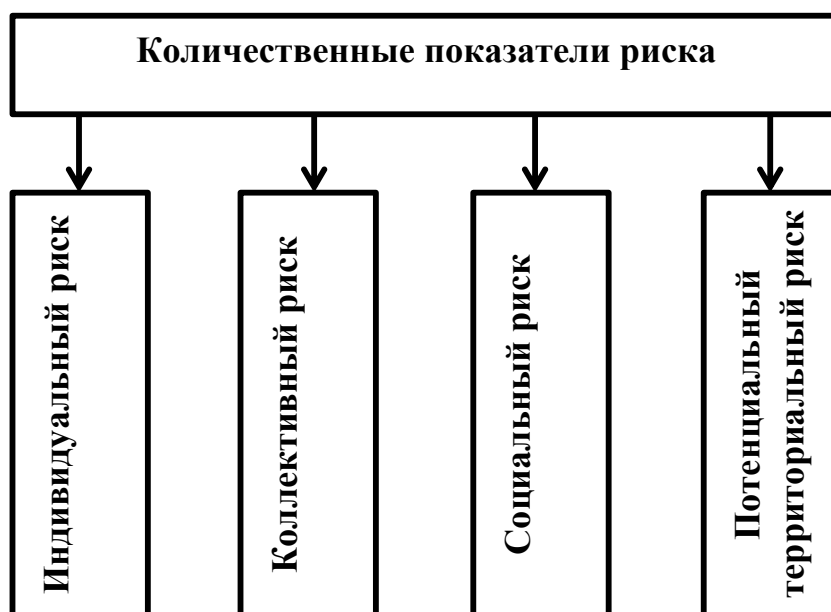 Количественные показатели риска
Индивидуальный риск
Коллективный риск
Социальный риск
Потенциальный
территориальный риск